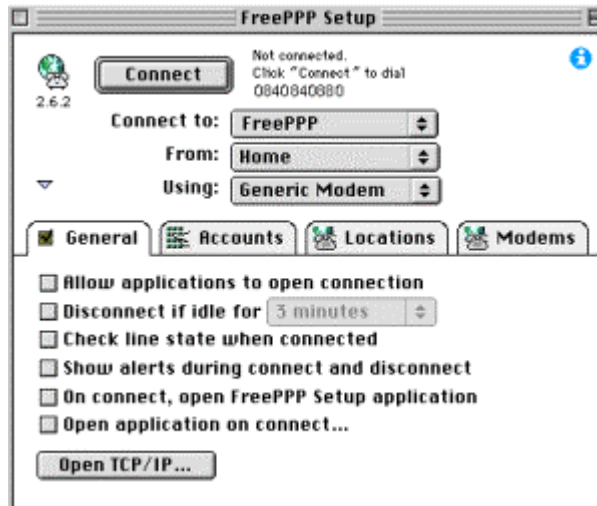 FreePPP Setup
Connect
Not connected.
Click "Connect" to dial
0840840880
2.6.2
Connect to: FreePPP
From: Home
Using: Generic Modem
General Accounts Locations Modems
Allow applications to open connection
Disconnect if idle for 3 minutes
Check line state when connected
Show alerts during connect and disconnect
On connect, open FreePPP Setup application
Open application on connect...
Open TCP/IP...